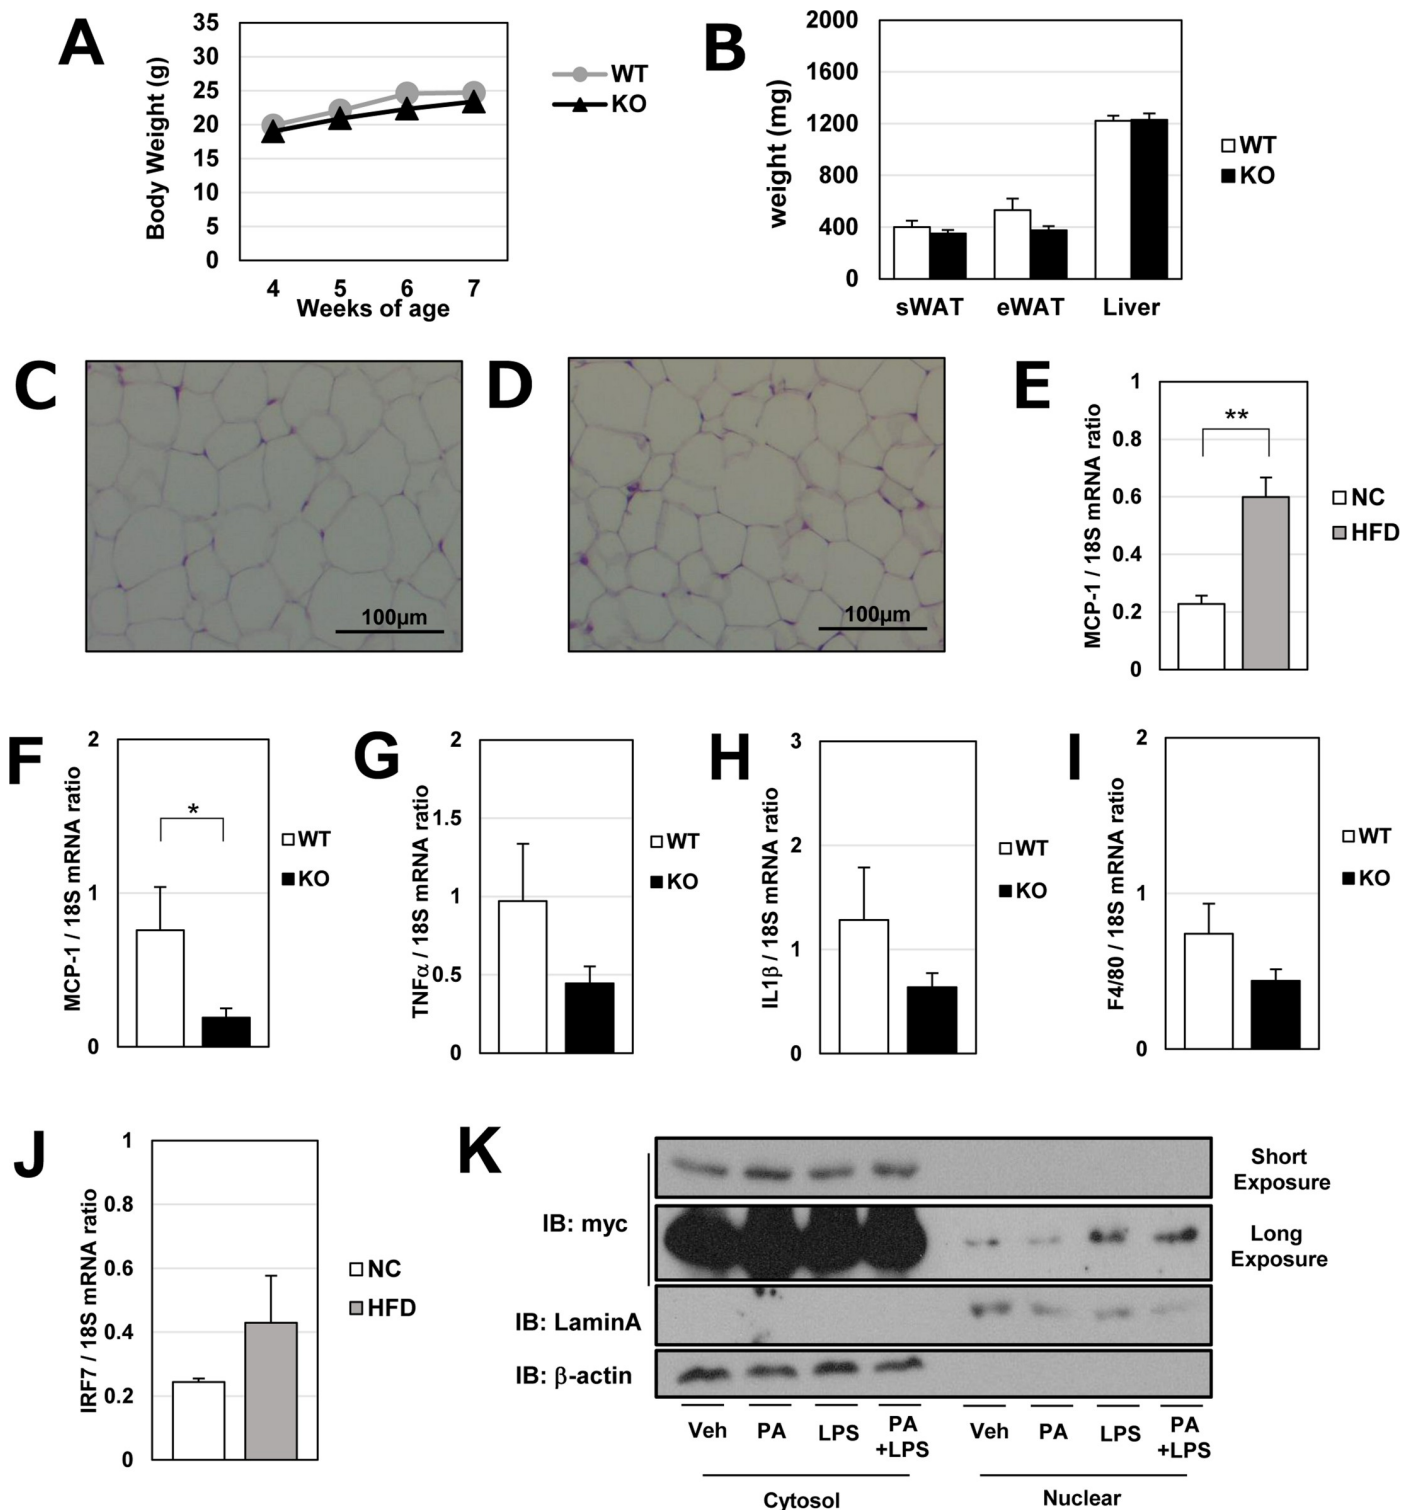 A
Body Weight (g)
35
30
25
20
15
10
5
0
4 5 6 7
Weeks of age
WT
KO
B
weight (mg)
2000
1600
1200
800
400
0
sWAT eWAT Liver
WT
KO
C
100μm
D
100μm
E
MCP-1 / 18S mRNA ratio
1
0.8
0.6
0.4
0.2
0
**
NC
HFD
F
MCP-1 / 18S mRNA ratio
2
1
0
*
WT
KO
G
TNFα / 18S mRNA ratio
2
1.5
1
0.5
0
WT
KO
H
IL1β / 18S mRNA ratio
3
2
1
0
WT
KO
I
F4/80 / 18S mRNA ratio
2
1
0
WT
KO
J
IRF7 / 18S mRNA ratio
1
0.8
0.6
0.4
0.2
0
NC
HFD
K
IB: myc
Short
Exposure
Long
Exposure
IB: LaminA
IB: β-actin
Veh PA LPS PA
+LPS
Veh PA LPS PA
+LPS
Cytosol
Nuclear